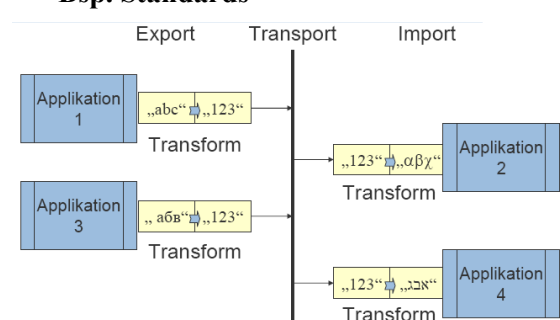 Bsp. Standards
Export Transport Import
Applikation
1
„abc“ „123“
Transform
Applikation
2
„123“ „αβχ“
Transform
Applikation
3
„ абв“ „123“
Transform
Applikation
4
„123“ „אבג“
Transform